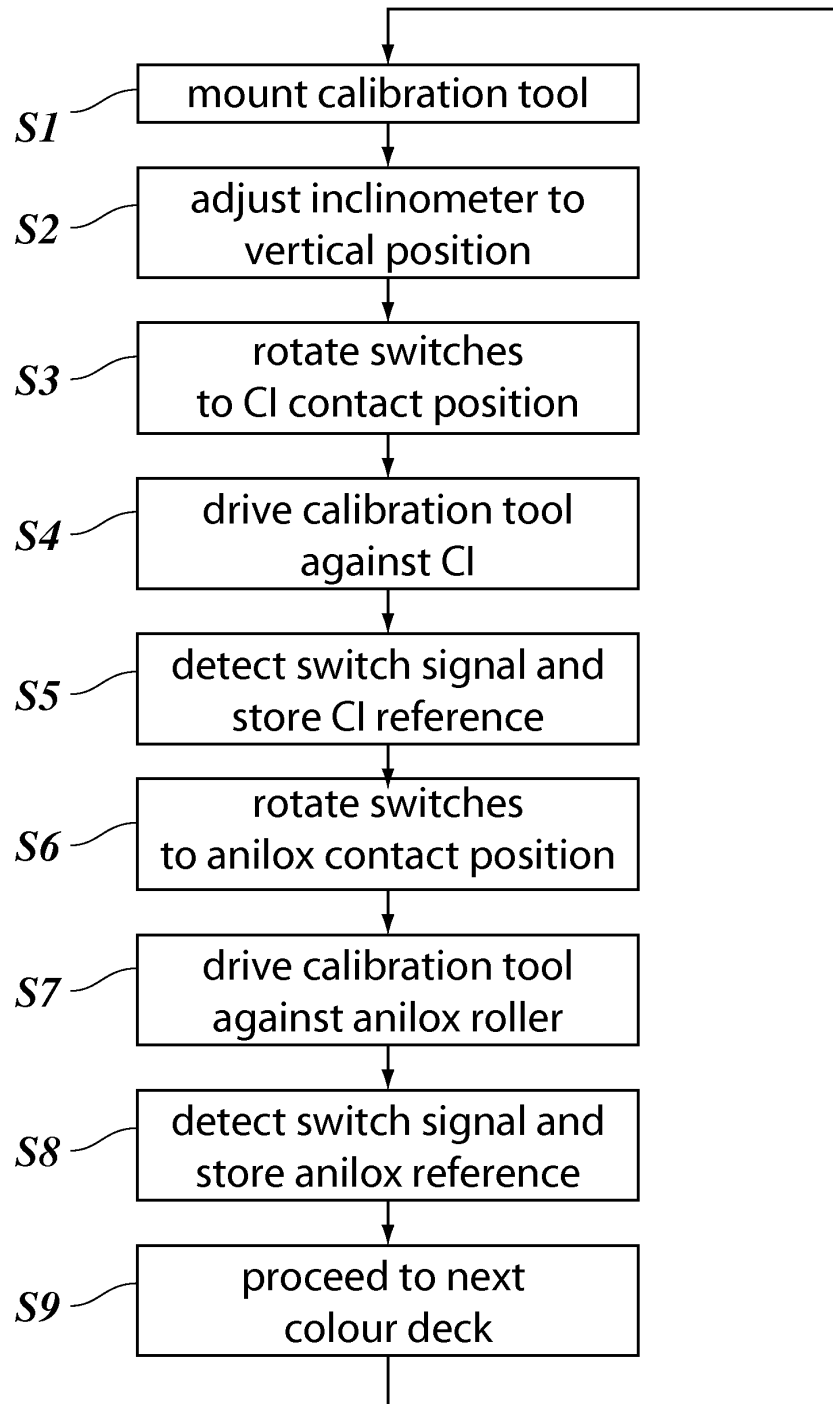 mount calibration tool
S1
adjust inclinometer to
vertical position
S2
rotate switches
to CI contact position
S3
drive calibration tool
against CI
S4
detect switch signal and
store CI reference
S5
rotate switches
to anilox contact position
S6
drive calibration tool
against anilox roller
S7
detect switch signal and
store anilox reference
S8
proceed to next
colour deck
S9